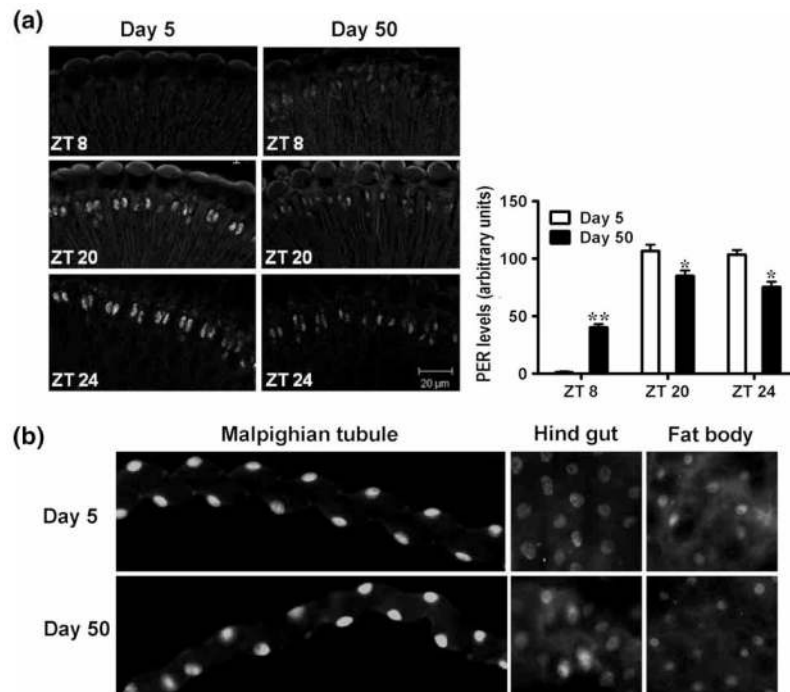 (a)
Day 5
Day 50
ZT 8
ZT 8
ZT 20
ZT 20
ZT 24
ZT 24
20 µm
PER levels (arbitrary units)
150
100
50
0
Day 5
Day 50
**
*
*
ZT 8
ZT 20
ZT 24
(b)
Malpighian tubule
Hind gut
Fat body
Day 5
Day 50